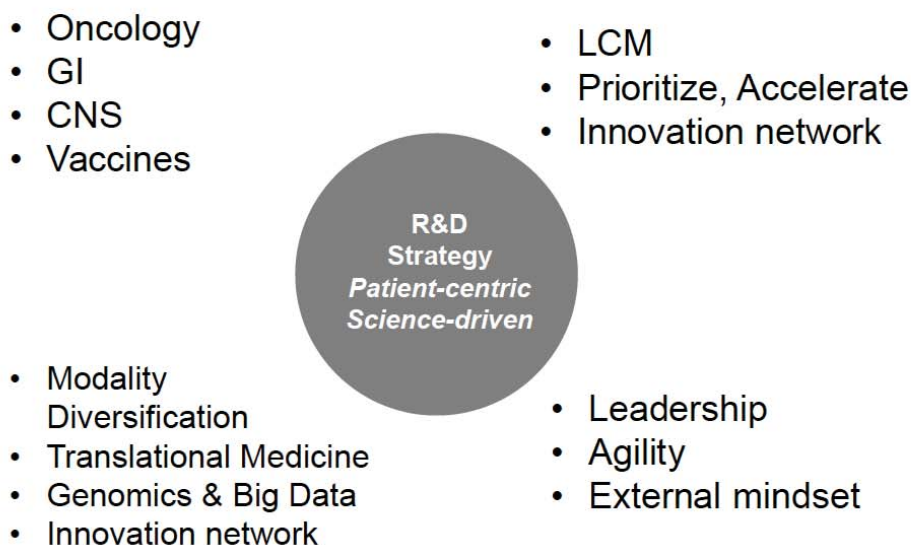 • Oncology
• GI
• CNS
• Vaccines
• LCM
• Prioritize, Accelerate
• Innovation network
R&D
Strategy
Patient-centric
Science-driven
• Modality
Diversification
• Translational Medicine
• Genomics & Big Data
• Innovation network
• Leadership
• Agility
• External mindset